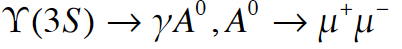 ϒ(3S) → γA⁰, A⁰ → μ⁺μ⁻